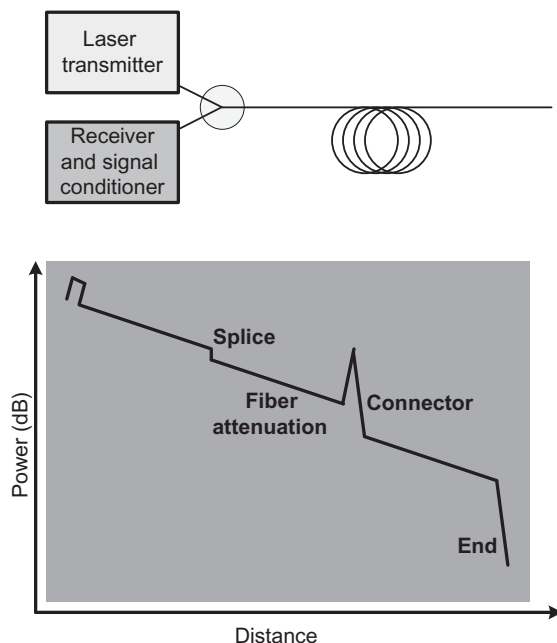 Laser
transmitter
Receiver
and signal
conditioner
Power (dB)
Splice
Fiber
attenuation
Connector
End
Distance